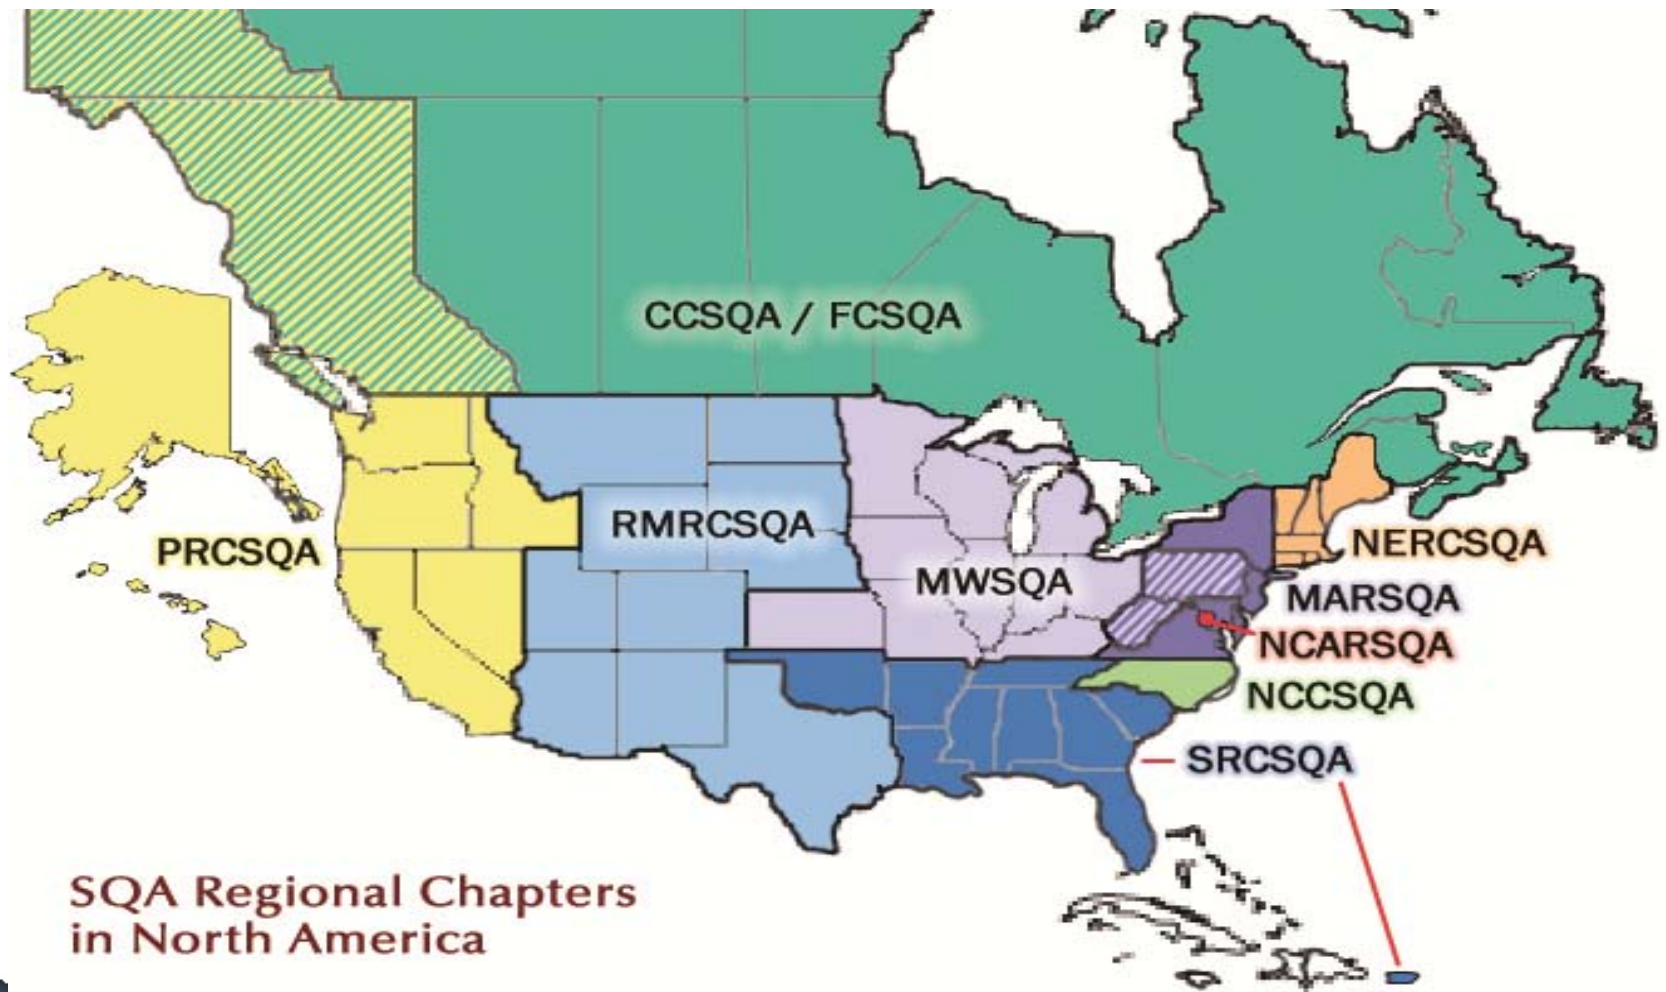 CCSQA / FCSQA
PRCSQA
RMRCSQA
MWSQA
NERCSQA
MARSQA
NCARSQA
NCCSQA
SRCSQA
SQA Regional Chapters
in North America